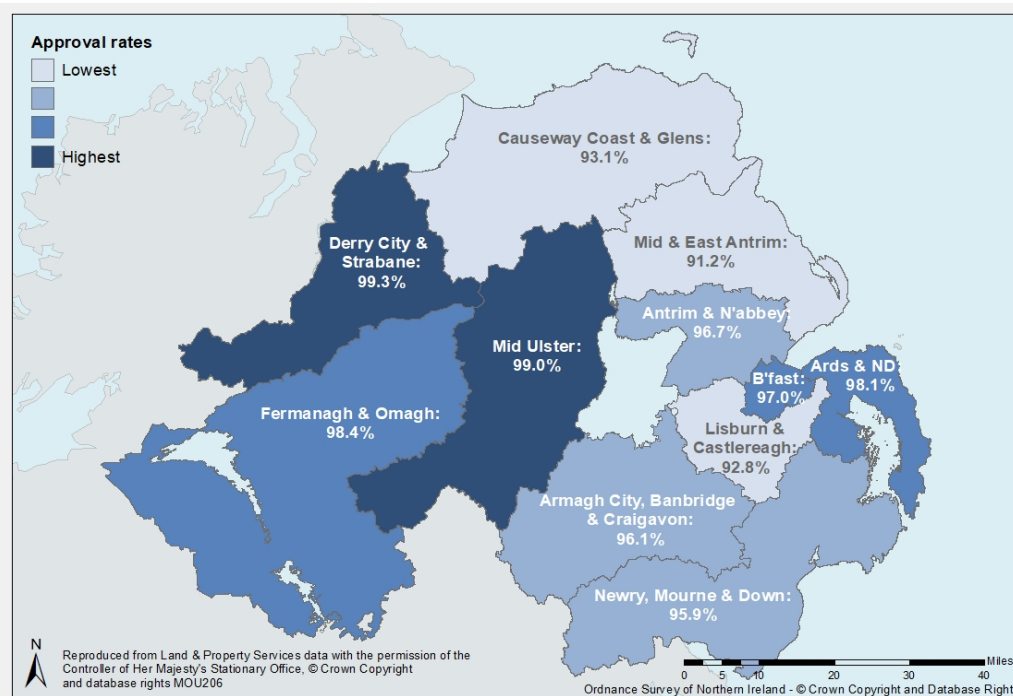 Approval rates
Lowest
Highest
Causeway Coast & Glens:
93.1%
Derry City &
Strabane:
99.3%
Mid & East Antrim:
91.2%
Antrim & N'abbey:
96.7%
Mid Ulster:
99.0%
Ards & ND:
98.1%
B'fast:
97.0%
Fermanagh & Omagh:
98.4%
Lisburn &
Castlereagh:
92.8%
Armagh City, Banbridge
& Craigavon:
96.1%
Newry, Mourne & Down:
95.9%
N
Reproduced from Land & Property Services data with the permission of the
Controller of Her Majesty's Stationary Office, © Crown Copyright
and database rights MOU206
Miles
0 5 10 20 30 40
Ordnance Survey of Northern Ireland - © Crown Copyright and Database Right